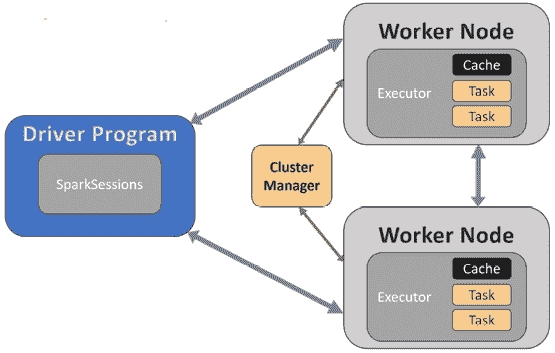 Driver Program
SparkSessions
Cluster
Manager
Worker Node
Executor
Cache
Task
Task
Worker Node
Executor
Cache
Task
Task